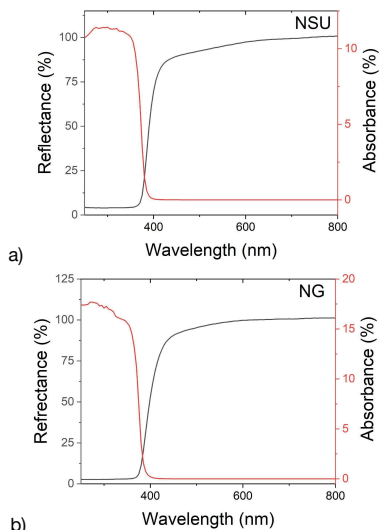 NSU
100
75
50
25
0
10
5
0
400
600
800
Reflectance (%)
Absorbance (%)
Wavelength (nm)
a)
NG
125
100
75
50
25
0
20
15
10
5
0
400
600
800
Refrectance (%)
Absorbance (%)
Wavelength (nm)
b)